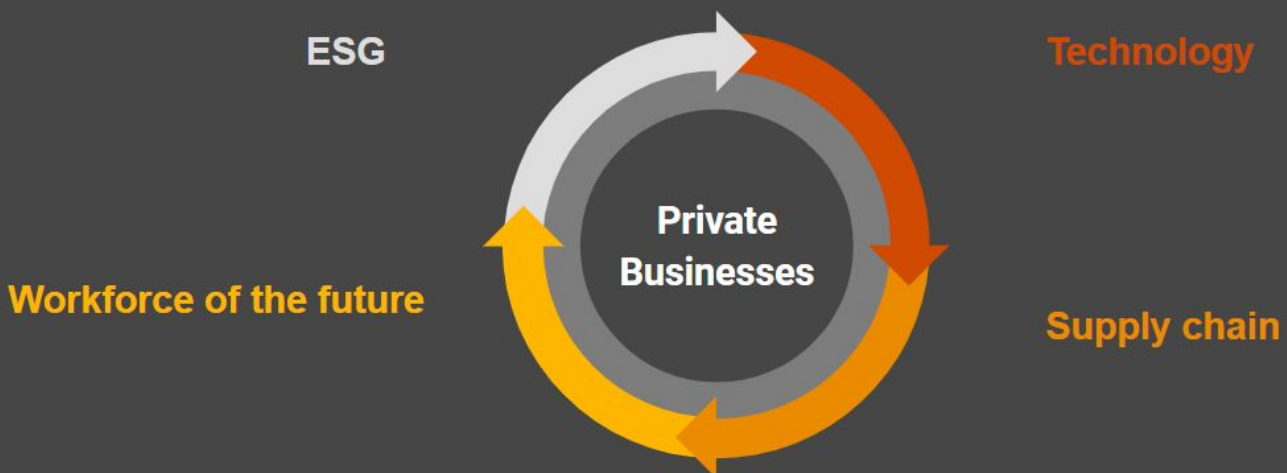 ESG
Technology
Private
Businesses
Workforce of the future
Supply chain